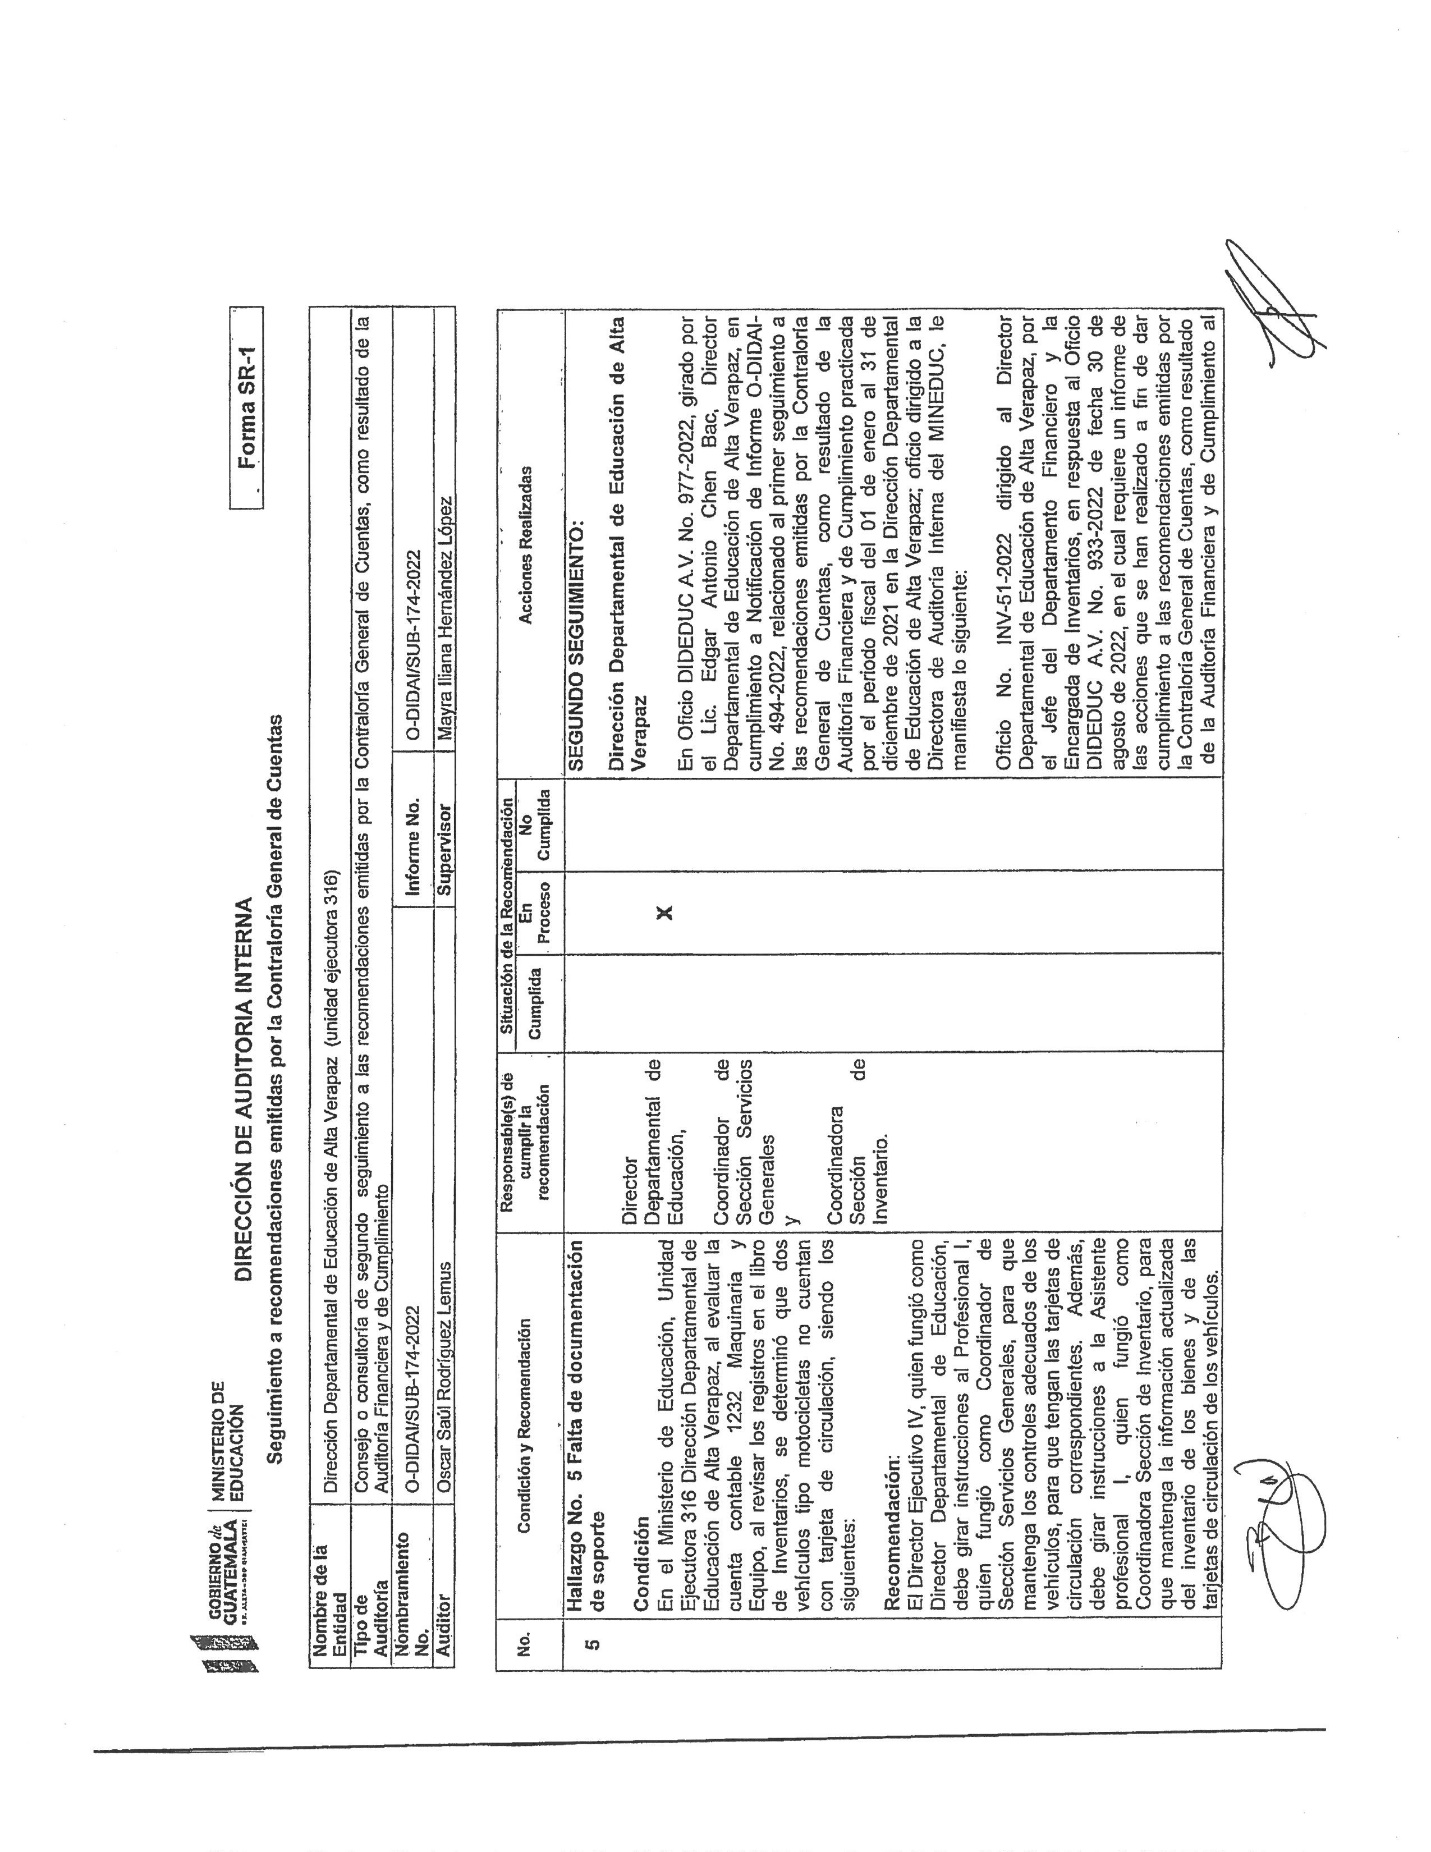 GOBIERNO de
GUATEMALA
MINISTERIO DE
EDUCACIÓN
DIRECCIÓN DE AUDITORIA INTERNA
Forma SR-1
Seguimiento a recomendaciones emitidas por la Contraloría General de Cuentas
Nombre de la
Entidad
Dirección Departamental de Educación de Alta Verapaz (unidad ejecutora 316)
Tipo de
Auditoría
Consejo o consultoría de segundo seguimiento a las recomendaciones emitidas por la Contraloría General de Cuentas, como resultado de la
Auditoría Financiera y de Cumplimiento
Nombramiento
No.
O-DIDAI/SUB-174-2022
Informe No.
O-DIDAI/SUB-174-2022
Auditor
Oscar Saúl Rodríguez Lemus
Supervisor
Mayra Iliana Hernández López
No.
Condición y Recomendación
Responsable(s) de
cumplir la
recomendación
Situación de la Recomendación
Cumplida
En
Proceso
No
Cumplida
Acciones Realizadas
5
Hallazgo No. 5 Falta de documentación
de soporte
Condición
En el Ministerio de Educación, Unidad
Ejecutora 316 Dirección Departamental de
Educación de Alta Verapaz, al evaluar la
cuenta contable 1232 Maquinaria y
Equipo, al revisar los registros en el libro
de Inventarios, se determinó que dos
vehículos tipo motocicletas no cuentan
con tarjeta de circulación, siendo los
siguientes:
Recomendación:
El Director Ejecutivo IV, quien fungió como
Director Departamental de Educación,
debe girar instrucciones al Profesional I,
quien fungió como Coordinador de
Sección Servicios Generales, para que
mantenga los controles adecuados de los
vehículos, para que tengan las tarjetas de
circulación correspondientes. Además,
debe girar instrucciones a la Asistente
profesional I, quien fungió como
Coordinadora Sección de Inventario, para
que mantenga la información actualizada
del inventario de los bienes y de las
tarjetas de circulación de los vehículos.
Director
Departamental de
Educación,
Coordinador de
Sección Servicios
Generales
y
Coordinadora
Sección de
Inventario.
X
SEGUNDO SEGUIMIENTO:
Dirección Departamental de Educación de Alta
Verapaz
En Oficio DIDEDUC A.V. No. 977-2022, girado por
el Lic. Edgar Antonio Chen Bac, Director
Departamental de Educación de Alta Verapaz, en
cumplimiento a Notificación de Informe O-DIDAI-
No. 494-2022, relacionado al primer seguimiento a
las recomendaciones emitidas por la Contraloría
General de Cuentas, como resultado de la
Auditoría Financiera y de Cumplimiento practicada
por el periodo fiscal del 01 de enero al 31 de
diciembre de 2021 en la Dirección Departamental
de Educación de Alta Verapaz; oficio dirigido a la
Directora de Auditoría Interna del MINEDUC, le
manifiesta lo siguiente:
Oficio No. INV-51-2022 dirigido al Director
Departamental de Educación de Alta Verapaz, por
el Jefe del Departamento Financiero y la
Encargada de Inventarios, en respuesta al Oficio
DIDEDUC A.V. No. 933-2022 de fecha 30 de
agosto de 2022, en el cual requiere un informe de
las acciones que se han realizado a fin de dar
cumplimiento a las recomendaciones emitidas por
la Contraloría General de Cuentas, como resultado
de la Auditoría Financiera y de Cumplimiento al